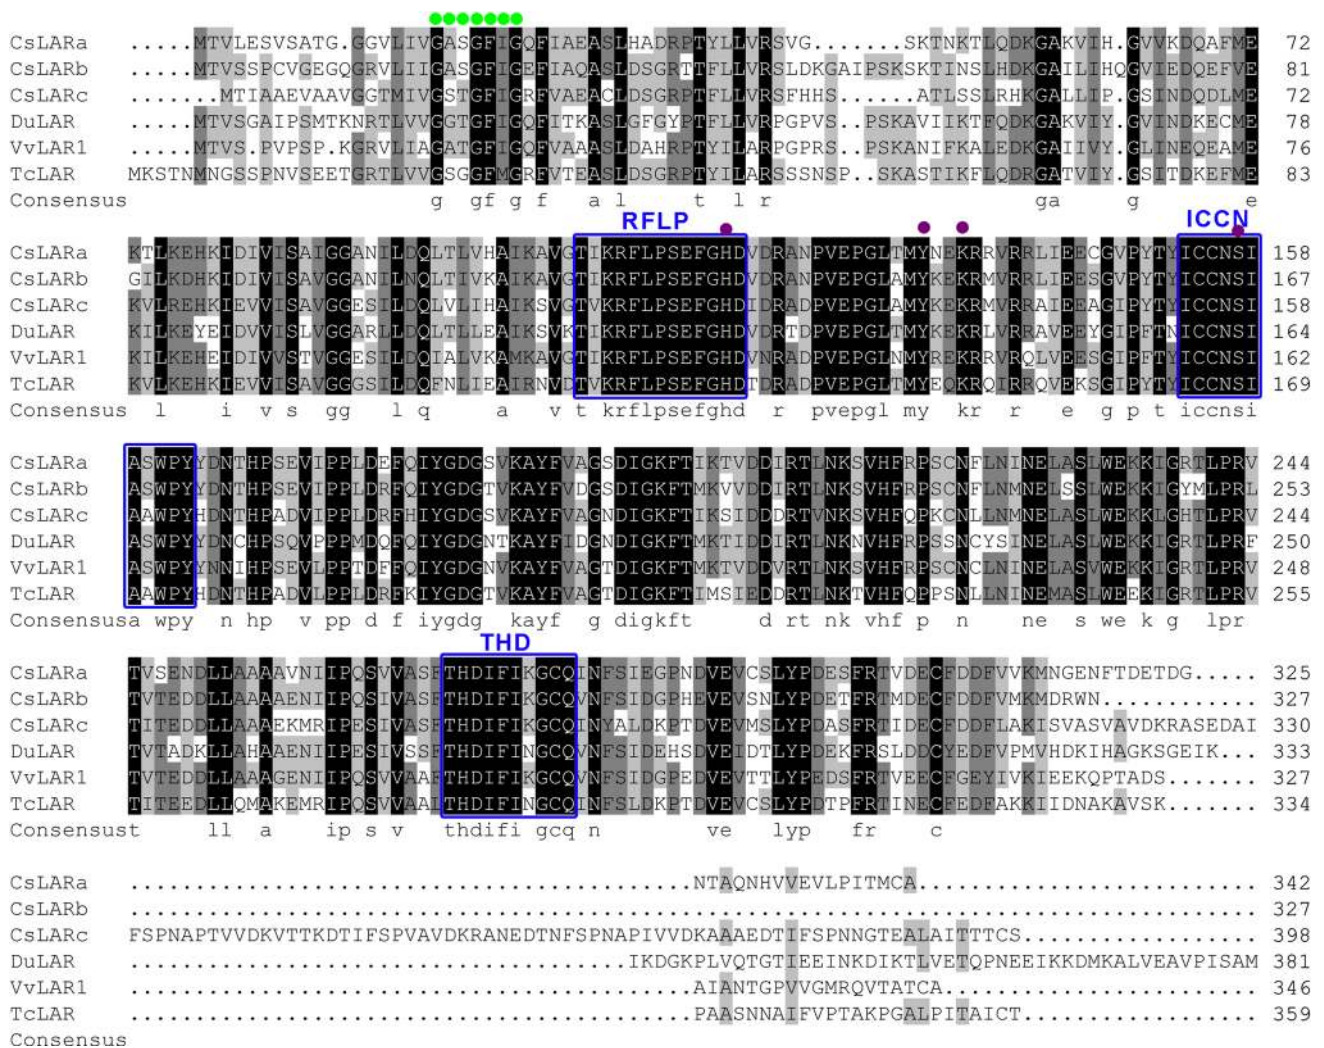 CsLARa .....MTVLESVSATG.GGVLIVGASGFIGQFIAEASLHADRPTYLLVRSVG.......SKTNKTLQDKGAKVIH.GVVKDQAFME 72
CsLARb .....MTVSSPCVGEGQGRVLIIGASGFIGEFIAQASLDSGRTTFLLVRSLDKGAIPSKSKTINSLHDKGAILIHQGVIEDQEFVE 81
CsLARc .......MTIAAEVAAVGGTMIVGSTGFIGRFVAEACLDSGRPTFLLVRSFHHS......ATLSSLRHKGALLIP.GSINDQDLME 72
DuLAR .....MTVSGAIPSMTKNRTLVVGGTGFIGQFITKASLGFGYPTFLLVRPGPVS..PSKAVIIKTFQDKGAKVIY.GVINDKECME 78
VvLAR1 .....MTVS.PVPSP.KGRVLIAGATGFIGQFVAAASLDAHRPTYILARPGPRS..PSKANIFKALEDKGAIIVY.GLINEQEAME 76
TcLAR MKSTNMNGSSPNVSEETGRTLVVGSGGFMGRFVTEASLDSGRPTYILARSSSNSP..SKASTIKFLQDRGATVIY.GSITDKEFME 83
Consensus g gf g f a l t l r ga g e
RFLP ICCN
CsLARa KTLKEHKIDIVISAIGGANILDQLTLVHAIKAVGTIKRFLPSEFGHDVDRANPVEPGLTMYNEKRRVRRLIEECGVPYTYICCNSI 158
CsLARb GILKDHKIDIVISAVGGANILNQLTIVKAIKAVGTIKRFLPSEFGHDVDRANPVEPGLAMYKEKRMVRRLIEESGIPYTYICCNSI 167
CsLARc KVLREHKIEVVISAVGGESILDQLVLIHAIKSVGTVKRFLPSEFGHDIDRADPVEPGLAMYKEKRMVRRAIEEAGIPYTYICCNSI 158
DuLAR KILKEYEIDVVISLVGGARLLDQLTLLEAIKSVKTIKRFLPSEFGHDVDRTDPVEPGLTMYKEKRLVRRAVEEYGIPFTNICCNSI 164
VvLAR1 KILKEHEIDIVVSTVGGESILDQIALVKAMKAVGTIKRFLPSEFGHDVNRADPVEPGLNMYREKRRVRQLVEESGIPFTYICCNSI 162
TcLAR KVLKEHKIEVVISAVGGGSILDQFNLIEAIRNVDTVKRFLPSEFGHDTDRADPVEPGLTMYEQKRQIRRQVEKSGIPYTYICCNSI 169
Consensus l i v s gg l q a v t krflpsefghd r pvepgl my kr r e g p t iccnsi
CsLARa ASWPYYDNTHPSEVIPPLDEFQIYGDGSVKAYFVAGSDIGKFTIKTVDDIRTLNKSVHFRPSCNFLNINELASLWEKKIGRTLPRV 244
CsLARb ASWPYYDNTHPSEVIPPLDRFQIYGDGTVKAYFVDGSDIGKFTMKVVDDIRTLNKSVHFRPSCNFLNMNELSSLWEKKIGYMLPRL 253
CsLARc AAWPYHDNTHPADVIPPLDRFHIYGDGSVKAYFVAGNDIGKFTIKSIDDDRTVNKSVHFQPKCNLLNMNELASLWEKKLGHTLPRV 244
DuLAR ASWPYYDNCHPSQVPPPMDQFQIYGDGNTKAYFIDGNDIGKFTMKTIDDIRTLNKNVHFRPSSNCYSINELASLWEKKIGRTLPRF 250
VvLAR1 ASWPYYNNIHPSEVLPPTDFFQIYGDGNVKAYFVAGTDIGKFTMKTVDDVRTLNKSVHFRPSCNCLNINELASVWEKKIGRTLPRV 248
TcLAR AAWPYHDNTHPADVLPPLDRFKIYGDGTVKAYFVAGTDIGKFTIMSIEDDRTLNKTVHFQPPSNLLNINEMASLWEEKIGRTLPRV 255
Consensusa wpy n hp v pp d f iygdg kayf g digkft d rt nk vhf p n ne s we k g lpr
THD
CsLARa TVSENDLLAAAAVNIIPQSVVASFTHDIFIKGCQINFSIEGPNDVEVCSLYPDESFRTVDECFDDFVVKMNGENFTDETDG..... 325
CsLARb TVTEDDLLAAAAENIIPQSIVASFTHDIFIKGCQVNFSIDGPHEVEVSNLYPDETFRTMDECFDDFVMKMDRWN............ 327
CsLARc TITEDDLLAAAAEKMRIPESIVASFTHDIFIKGCQINYALDKPTDVEVMSLYPDASFRTIDECFDDFLAKISVASVAVDKRASEDAI 330
DuLAR TVTADKLLAHAAENIIPESIVSSFTHDIFINGCQVNFSIDEHSDVEIDTLYPDEKFRSLDDCYEDFVPMVHDKIHAGKSGEIK... 333
VvLAR1 TVTEDDLLAAAGENIIPQSVVAAFTHDIFIKGCQVNFSIDGPEDVEVTTLYPEDSFRTVEECFGEYIVKIEEKQPTADS....... 327
TcLAR TITEEDLLQMAKEMRIPQSVVAALTHDIFINGCQINFSLDKPTDVEVCSLYPDTPFRTINECFEDFAKKIIDNAKAVSK....... 334
Consensust ll a ip s v thdifi gcq n ve lyp fr c
CsLARa ...........................................NTAQNHVVEVLPITMCA.......................... 342
CsLARb ...................................................................................... 327
CsLARc FSPNAPTVVDKVTTKDTIFSPVAVDKRANEDTNFSPNAPIVVDKAAAEDTIFSPNNGTEALAITTTCS.................. 398
DuLAR ......................................IKDGKPLVQTGTIEEINKDIKTLVETQPNEEIKKDMKALVEAVPISAM 381
VvLAR1 ...........................................AIANTGPVVGMRQVTATCA........................ 346
TcLAR ...........................................PAASNNAIFVPTAKPGALPITAICT.................. 359
Consensus